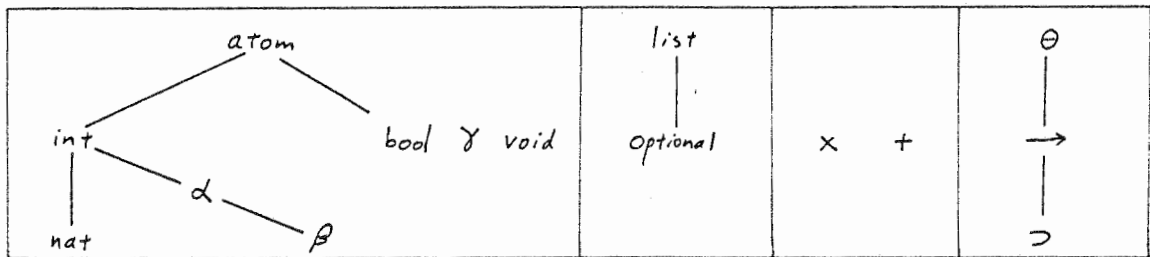 atom list Θ
int bool γ void optional × + →
α
nat β ⊃